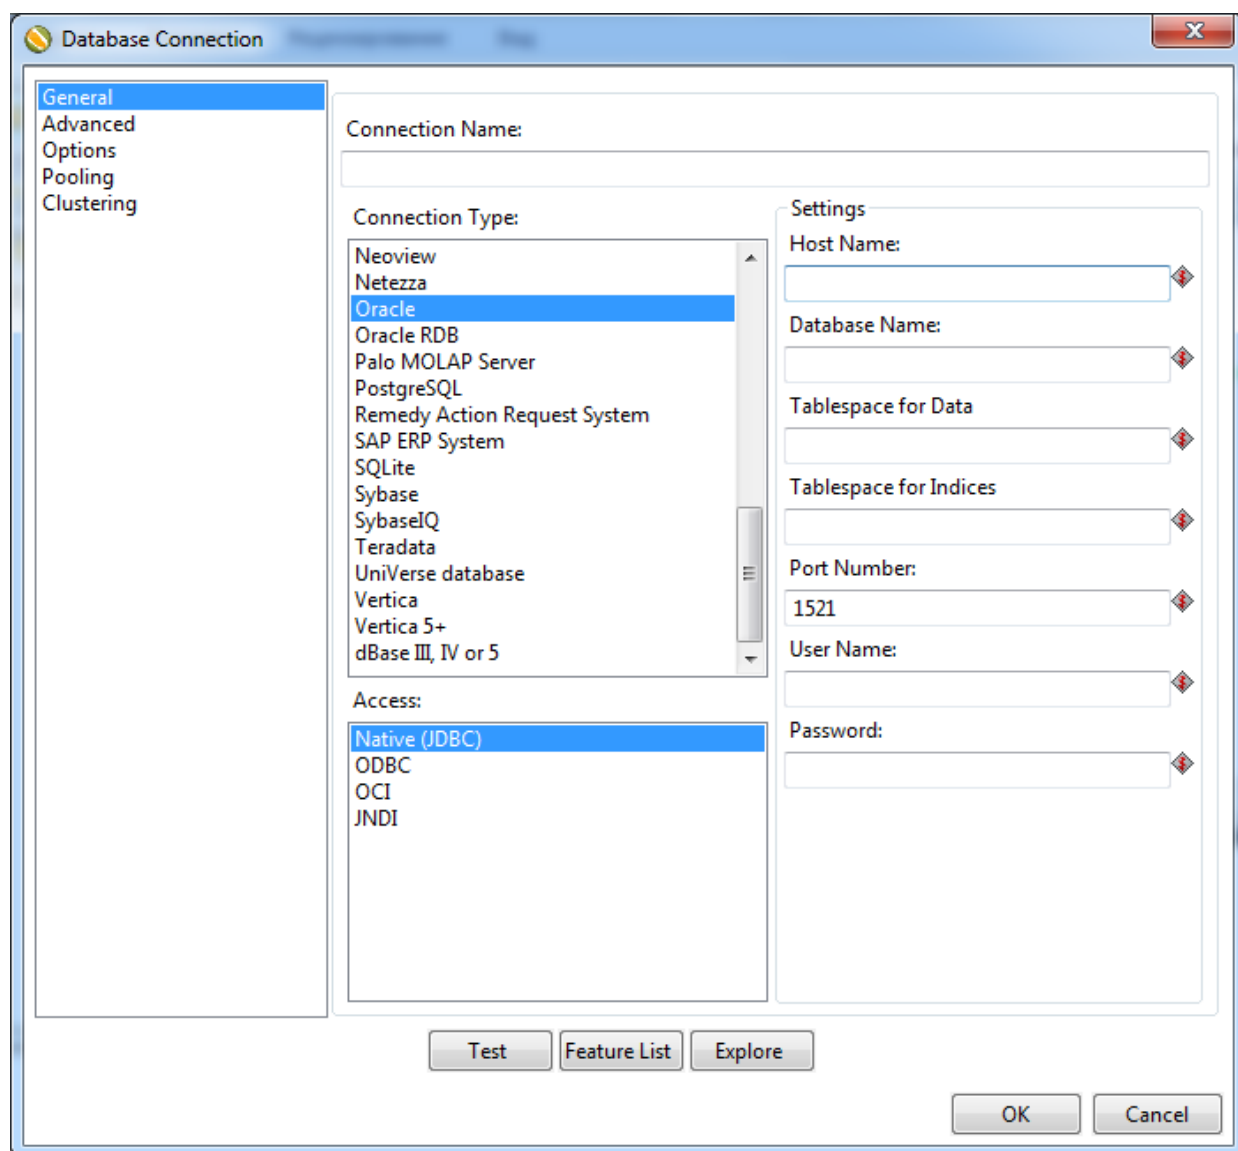 Database Connection
General
Advanced
Options
Pooling
Clustering
Connection Name:
Connection Type:
Neoview
Netezza
Oracle
Oracle RDB
Palo MOLAP Server
PostgreSQL
Remedy Action Request System
SAP ERP System
SQLite
Sybase
SybaseIQ
Teradata
UniVerse database
Vertica
Vertica 5+
dBase III, IV or 5
Access:
Native (JDBC)
ODBC
OCI
JNDI
Settings
Host Name:
Database Name:
Tablespace for Data
Tablespace for Indices
Port Number:
1521
User Name:
Password:
Test
Feature List
Explore
OK
Cancel